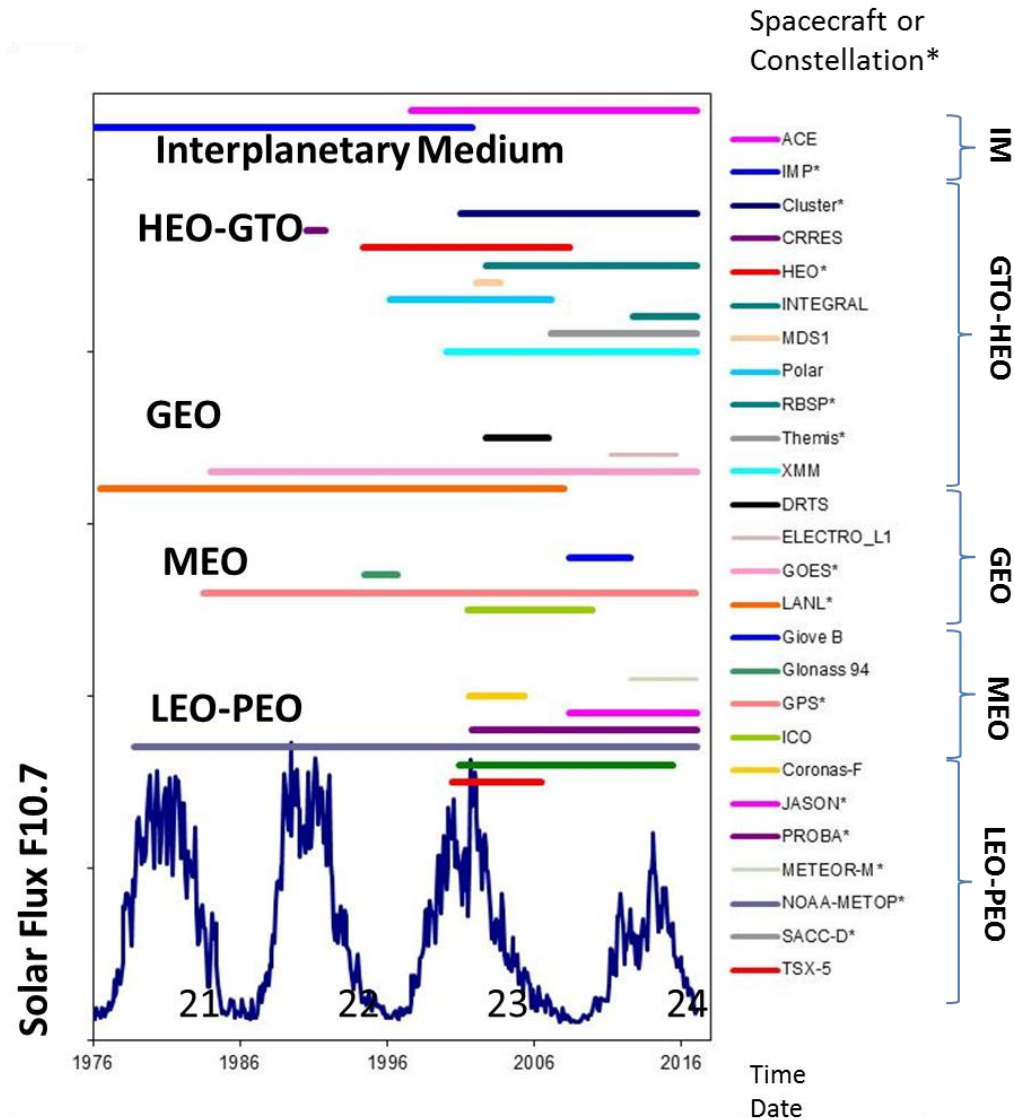 Spacecraft or
Constellation*
Interplanetary Medium
HEO-GTO
GEO
MEO
LEO-PEO
Solar Flux F10.7
21 22 23 24
1976 1986 1996 2006 2016
ACE
IMP*
Cluster*
CRRES
HEO*
INTEGRAL
MDS1
Polar
RBSP*
Themis*
XMM
DRTS
ELECTRO_L1
GOES*
LANL*
Giove B
Glonass 94
GPS*
ICO
Coronas-F
JASON*
PROBA*
METEOR-M*
NOAA-METOP*
SACC-D*
TSX-5
IM
GTO-HEO
GEO
MEO
LEO-PEO
Time
Date